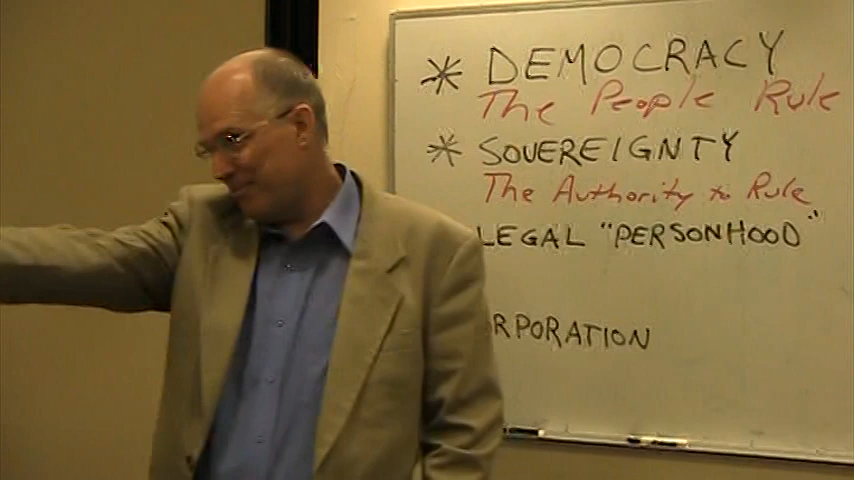 * DEMOCRACY
The People Rule
* SOVEREIGNTY
The Authority to Rule
LEGAL "PERSONHOOD"
RPORATION